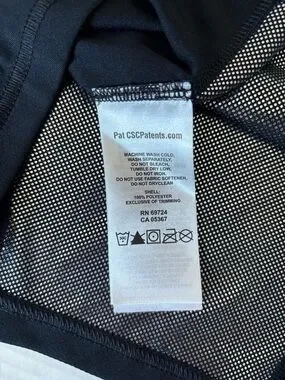 Pat CSCPatents.com
MACHINE WASH COLD,
WASH SEPARATELY,
DO NOT BLEACH,
TUMBLE DRY LOW,
DO NOT IRON,
DO NOT USE FABRIC SOFTENER,
DO NOT DRYCLEAN
SHELL:
100% POLYESTER
EXCLUSIVE OF TRIMMING
RN 69724
CA 05367